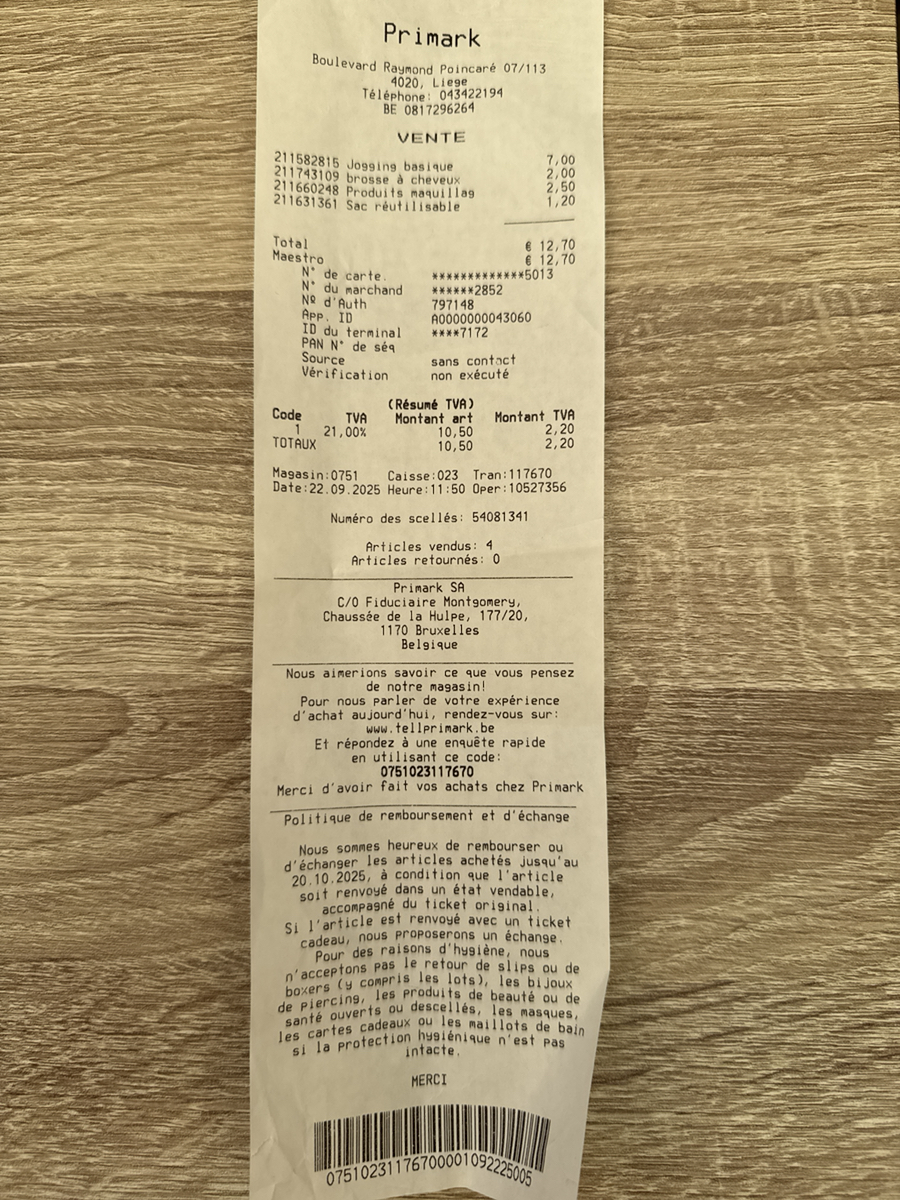 Primark
Boulevard Raymond Poincaré 07/113
4020, Liege
Téléphone: 043422194
BE 0817296264
VENTE
211582815 Jogging basique 7,00
211743109 brosse à cheveux 2,00
211660248 Produits maquillag 2,50
211631361 Sac réutilisable 1,20
Total € 12,70
Maestro € 12,70
N° de carte. *************5013
N° du marchand ******2852
Nº d'Auth 797148
App. ID A0000000043060
ID du terminal ****7172
PAN N° de séq
Source sans contact
Vérification non exécuté
(Résumé TVA)
Code TVA Montant art Montant TVA
1 21,00% 10,50 2,20
TOTAUX 10,50 2,20
Magasin:0751 Caisse:023 Tran:117670
Date:22.09.2025 Heure:11:50 Oper:10527356
Numéro des scellés: 54081341
Articles vendus: 4
Articles retournés: 0
Primark SA
C/O Fiduciaire Montgomery,
Chaussée de la Hulpe, 177/20,
1170 Bruxelles
Belgique
Nous aimerions savoir ce que vous pensez
de notre magasin!
Pour nous parler de votre expérience
d'achat aujourd'hui, rendez-vous sur:
www.tellprimark.be
Et répondez à une enquête rapide
en utilisant ce code:
0751023117670
Merci d'avoir fait vos achats chez Primark
Politique de remboursement et d'échange
Nous sommes heureux de rembourser ou
d'échanger les articles achetés jusqu'au
20.10.2025, à condition que l'article
soit renvoyé dans un état vendable,
accompagné du ticket original.
Si l'article est renvoyé avec un ticket
cadeau, nous proposerons un échange.
Pour des raisons d'hygiène, nous
n'acceptons pas le retour de slips ou de
boxers (y compris les lots), les bijoux
de piercing, les produits de beauté ou de
santé ouverts ou descellés, les masques,
les cartes cadeaux ou les maillots de bain
si la protection hygiénique n'est pas
intacte.
MERCI
07510231176700001092225005